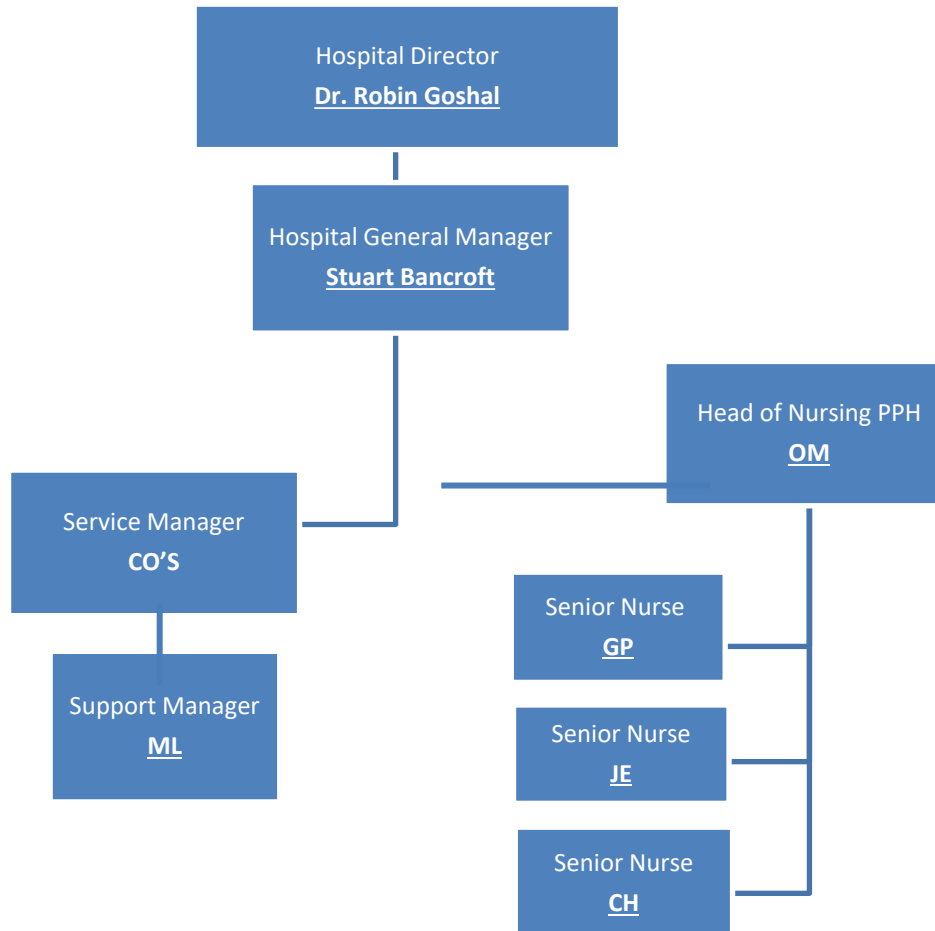 Hospital Director
Dr. Robin Goshal
Hospital General Manager
Stuart Bancroft
Head of Nursing PPH
OM
Service Manager
CO’S
Senior Nurse
GP
Support Manager
ML
Senior Nurse
JE
Senior Nurse
CH